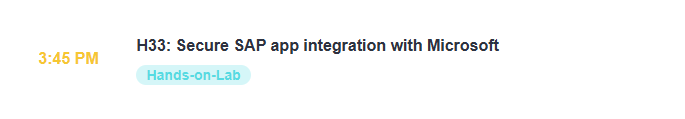 3:45 PM
H33: Secure SAP app integration with Microsoft
Hands-on-Lab